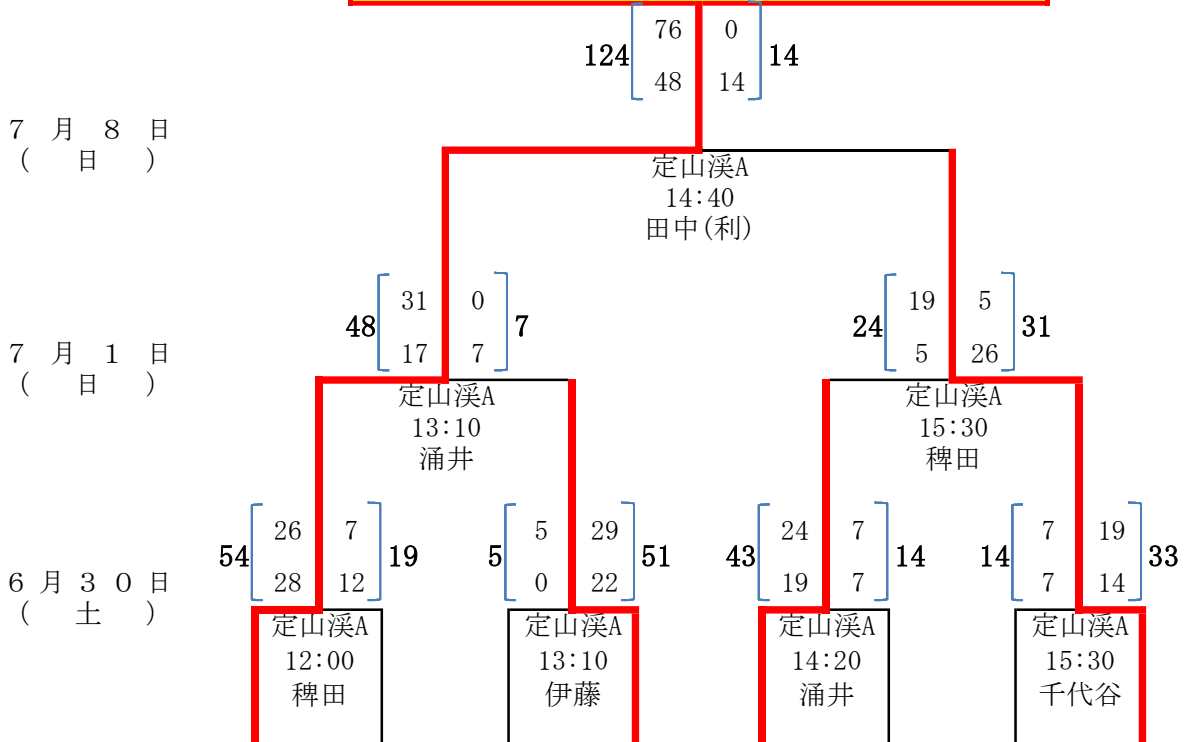 76 0
124 14
48 14
７月８日
(日)
定山渓A
14:40
田中(利)
31 0 19 5
48 7 24 31
17 7 5 26
７月１日
(日)
定山渓A 定山渓A
13:10 15:30
涌井 稗田
26 7 5 29 24 7 7 19
54 19 5 51 43 14 14 33
28 12 0 22 19 7 7 14
６月３０日
(土)
定山渓A 定山渓A 定山渓A 定山渓A
12:00 13:10 14:20 15:30
稗田 伊藤 涌井 千代谷